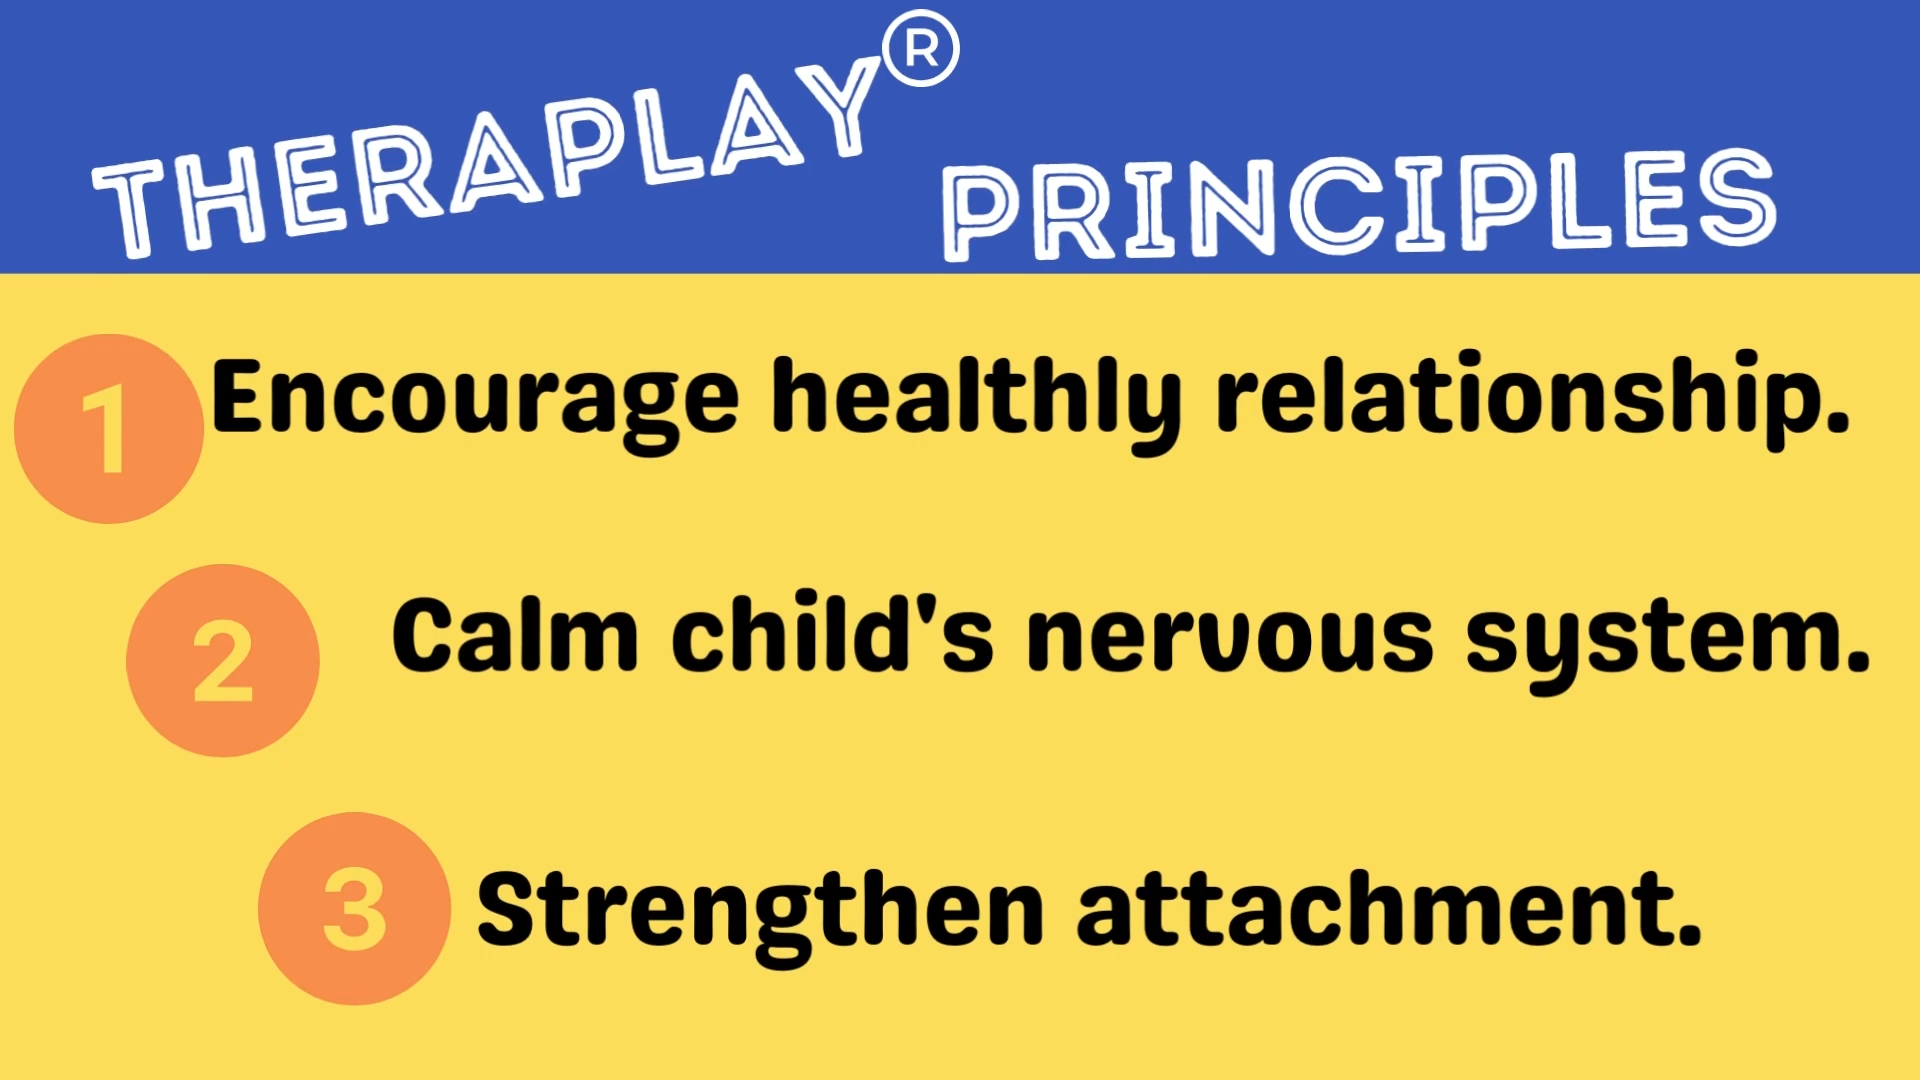 THERAPLAY® PRINCIPLES
1 Encourage healthly relationship.
2 Calm child's nervous system.
3 Strengthen attachment.